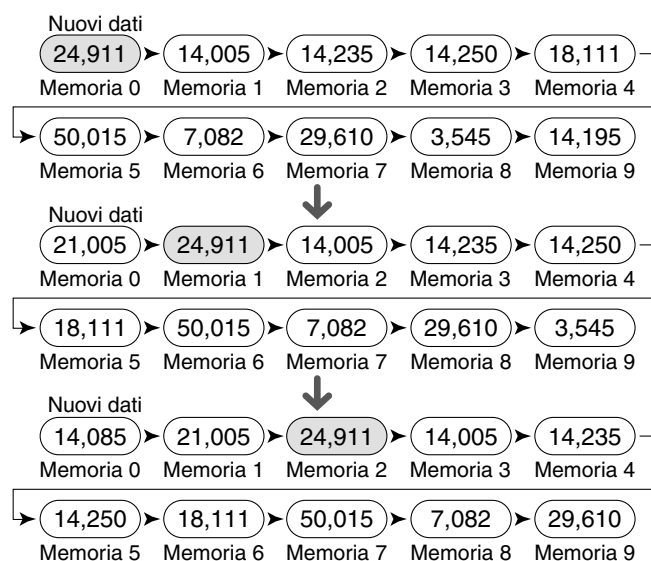 Nuovi dati
24,911 14,005 14,235 14,250 18,111
Memoria 0 Memoria 1 Memoria 2 Memoria 3 Memoria 4
50,015 7,082 29,610 3,545 14,195
Memoria 5 Memoria 6 Memoria 7 Memoria 8 Memoria 9
Nuovi dati
21,005 24,911 14,005 14,235 14,250
Memoria 0 Memoria 1 Memoria 2 Memoria 3 Memoria 4
18,111 50,015 7,082 29,610 3,545
Memoria 5 Memoria 6 Memoria 7 Memoria 8 Memoria 9
Nuovi dati
14,085 21,005 24,911 14,005 14,235
Memoria 0 Memoria 1 Memoria 2 Memoria 3 Memoria 4
14,250 18,111 50,015 7,082 29,610
Memoria 5 Memoria 6 Memoria 7 Memoria 8 Memoria 9